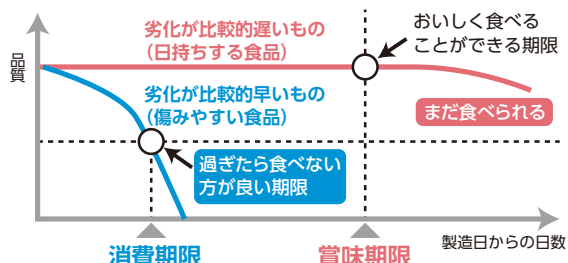 品質
劣化が比較的遅いもの
(日持ちする食品)
おいしく食べる
ことができる期限
劣化が比較的早いもの
(傷みやすい食品)
まだ食べられる
過ぎたら食べない
方が良い期限
製造日からの日数
消費期限
賞味期限